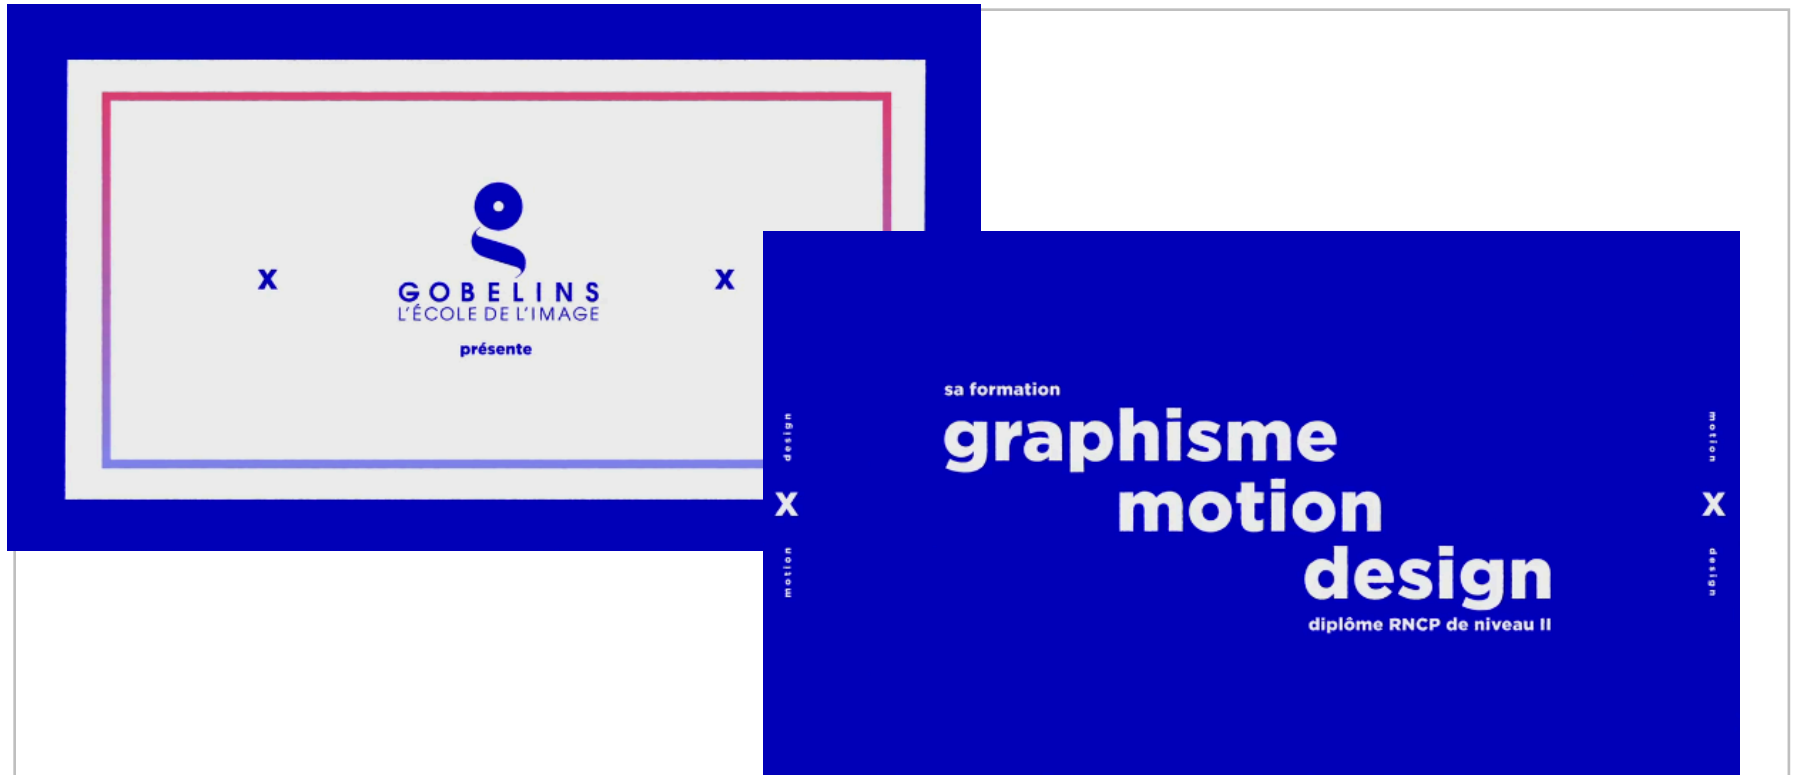 x
GOBELINS
L'ÉCOLE DE L'IMAGE
x
présente
sa formation
graphisme
motion
design
diplôme RNCP de niveau II
design
x
motion
motion
x
design